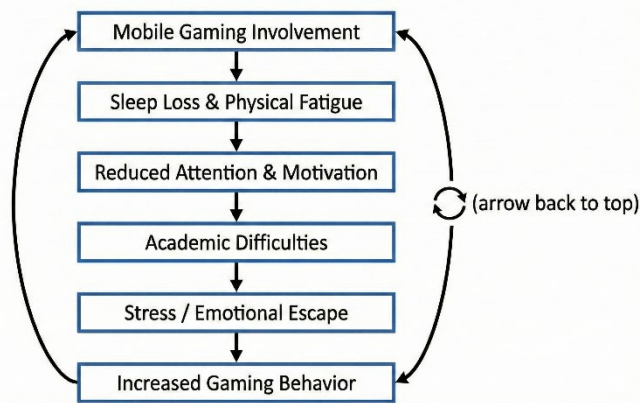 Mobile Gaming Involvement
Sleep Loss & Physical Fatigue
Reduced Attention & Motivation
Academic Difficulties
(arrow back to top)
Stress / Emotional Escape
Increased Gaming Behavior